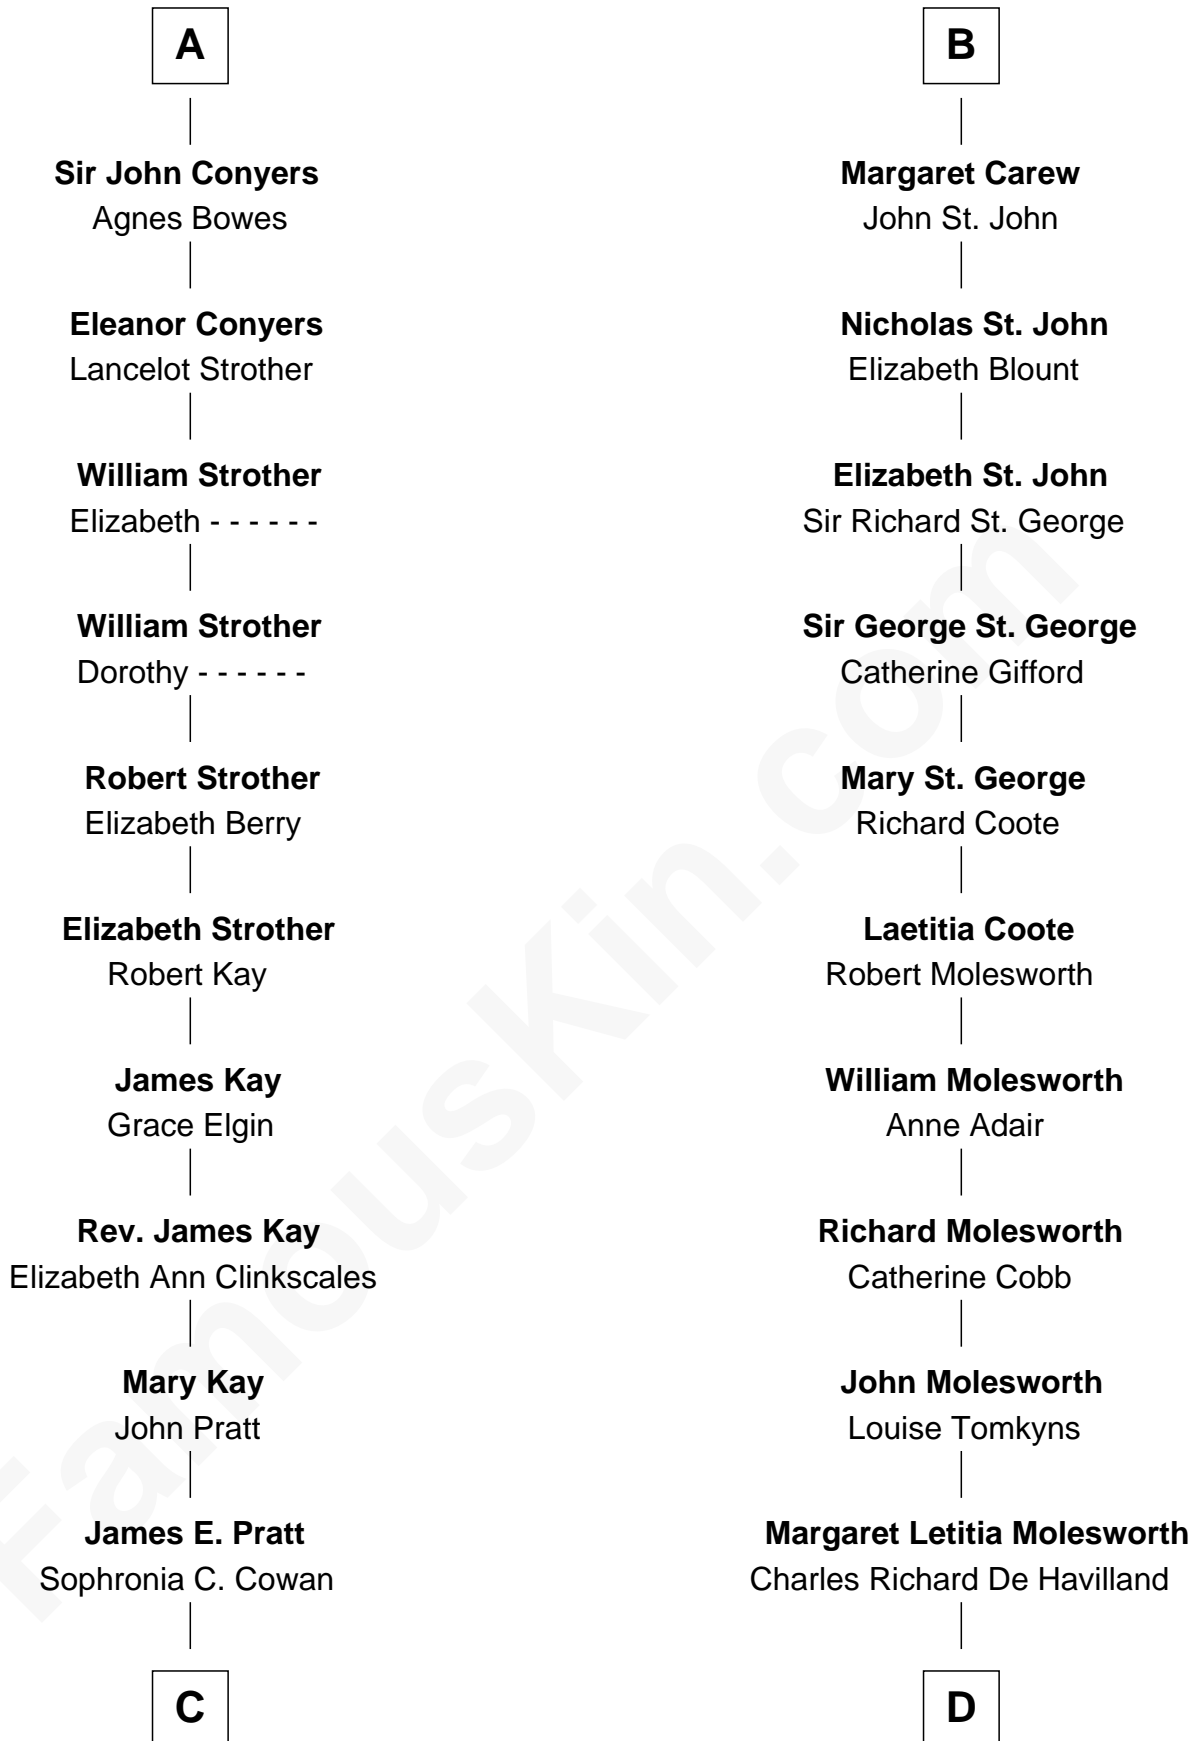 A
Sir John Conyers
Agnes Bowes
Eleanor Conyers
Lancelot Strother
William Strother
Elizabeth - - - - - -
William Strother
Dorothy - - - - - -
Robert Strother
Elizabeth Berry
Elizabeth Strother
Robert Kay
James Kay
Grace Elgin
Rev. James Kay
Elizabeth Ann Clinkscales
Mary Kay
John Pratt
James E. Pratt
Sophronia C. Cowan
C
B
Margaret Carew
John St. John
Nicholas St. John
Elizabeth Blount
Elizabeth St. John
Sir Richard St. George
Sir George St. George
Catherine Gifford
Mary St. George
Richard Coote
Laetitia Coote
Robert Molesworth
William Molesworth
Anne Adair
Richard Molesworth
Catherine Cobb
John Molesworth
Louise Tomkyns
Margaret Letitia Molesworth
Charles Richard De Havilland
D
FamousKin.com